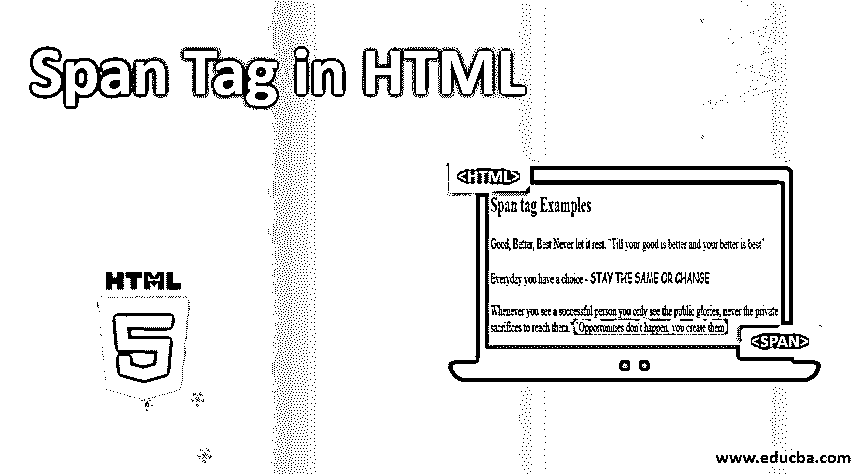 Span Tag in HTML
<HTML>
Span tag Examples
Good, Better, Best Never let it rest. "Till your good is better and your better is best"
Everyday you have a choice - STAY THE SAME OR CHANGE
Whenever you see a successful person you only see the public glories, never the private
sacrifices to reach them." Opportunities don't happen, you create them
<SPAN>
HTML
5
www.educba.com